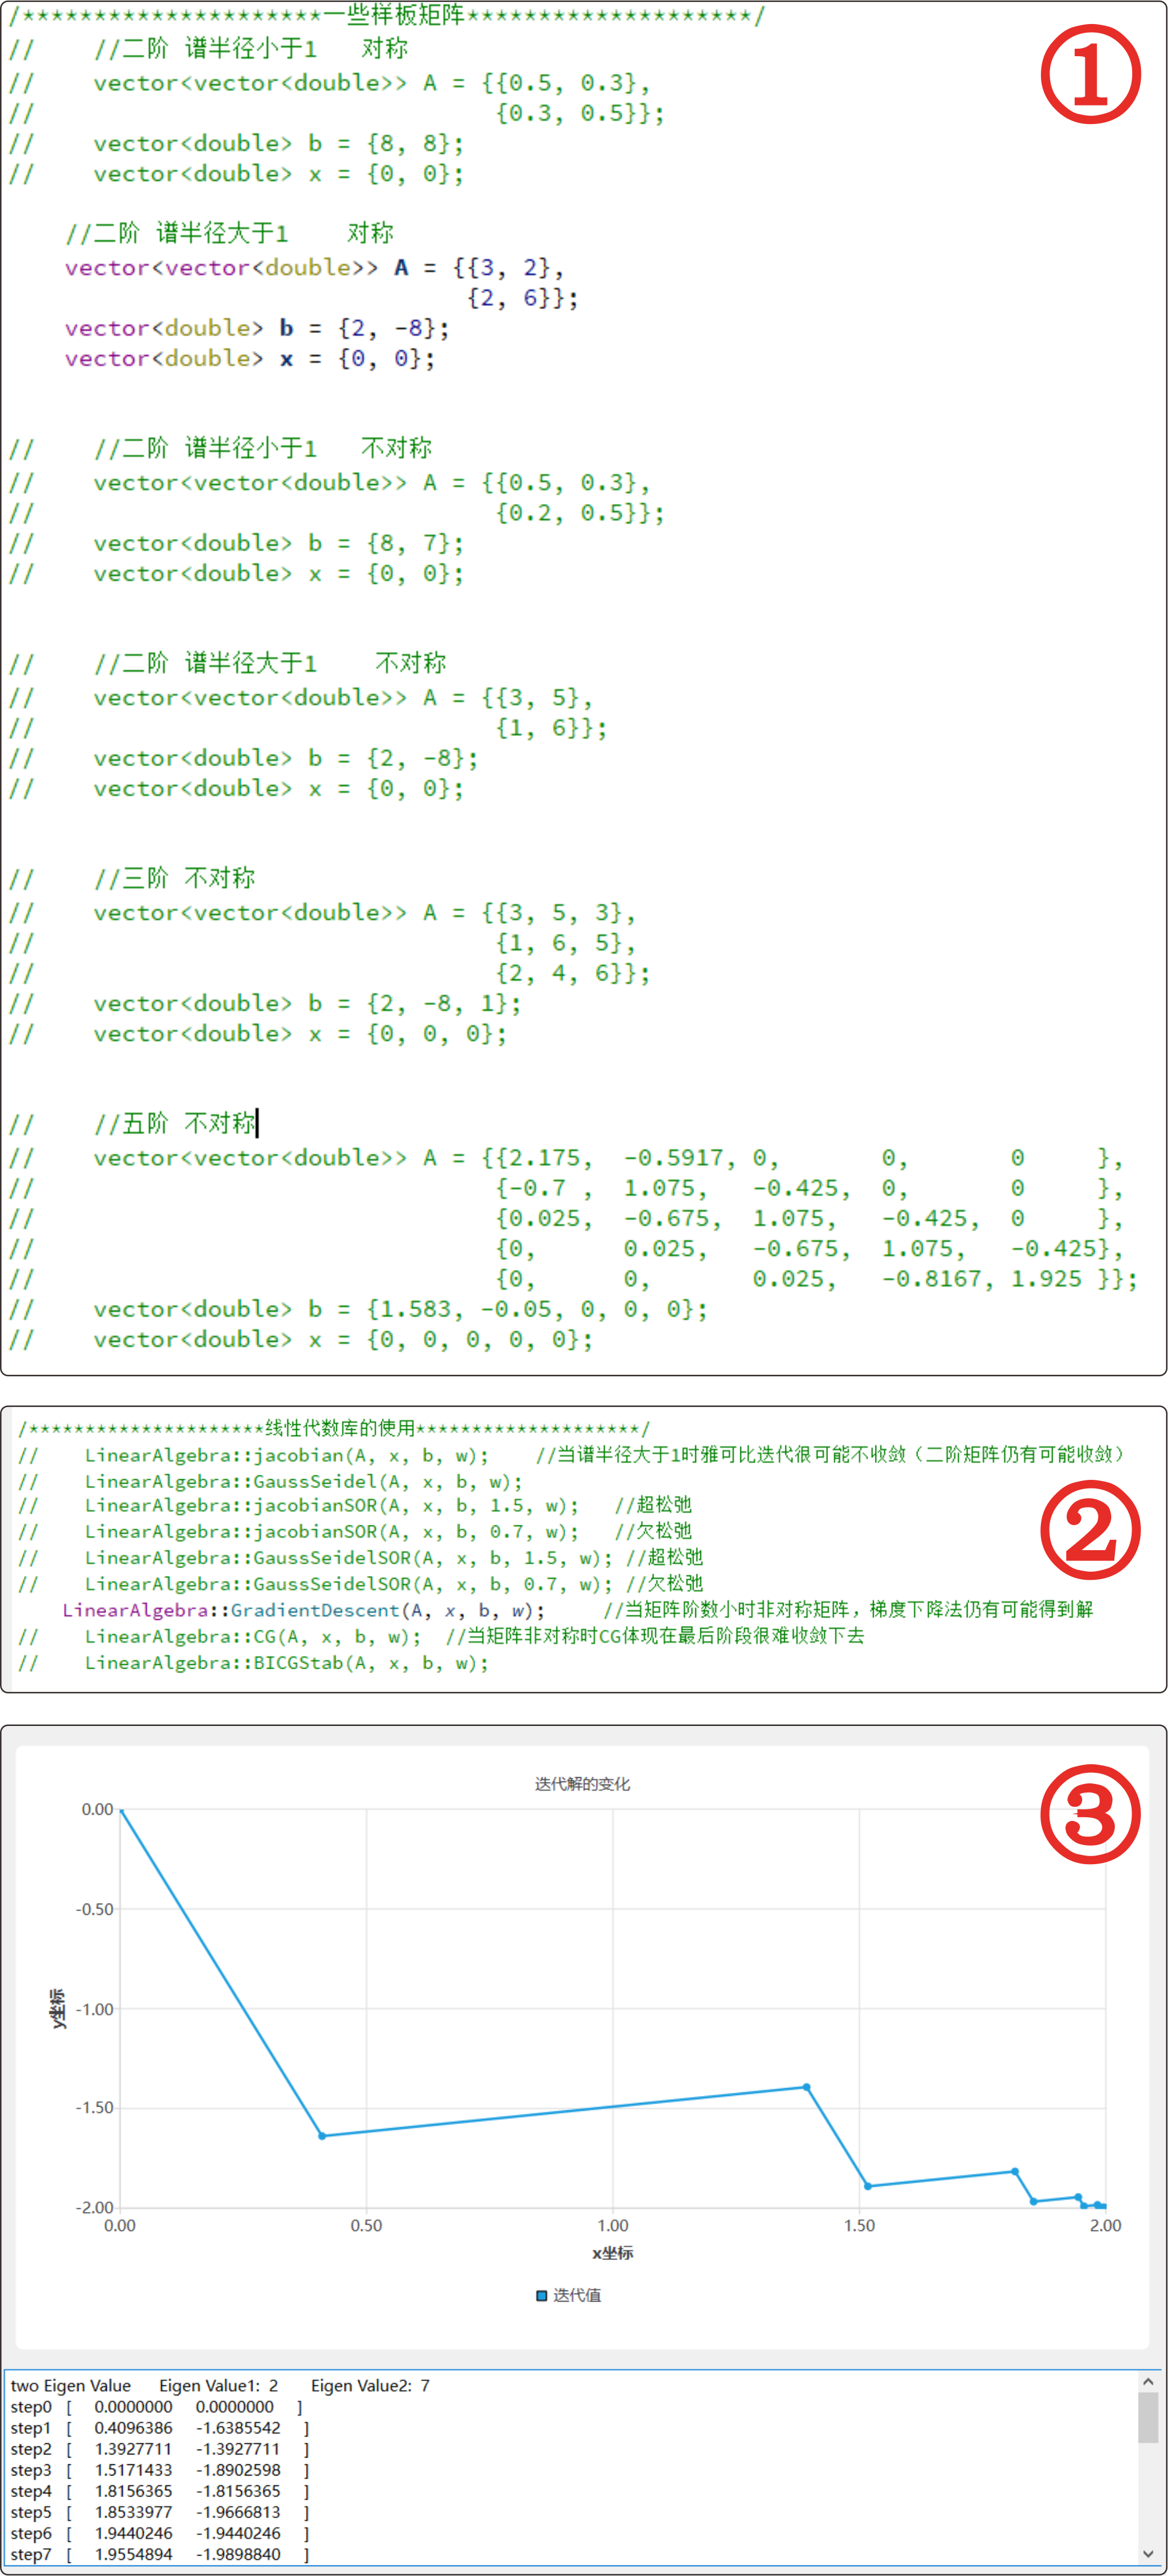 /*********************一些样板矩阵********************/
①
//    //二阶 谱半径小于1   对称
//    vector<vector<double>> A = {{0.5, 0.3},
//                                {0.3, 0.5}};
//    vector<double> b = {8, 8};
//    vector<double> x = {0, 0};
//二阶 谱半径大于1    对称
vector<vector<double>> A = {{3, 2},
                            {2, 6}};
vector<double> b = {2, -8};
vector<double> x = {0, 0};
//    //二阶 谱半径小于1   不对称
//    vector<vector<double>> A = {{0.5, 0.3},
//                                {0.2, 0.5}};
//    vector<double> b = {8, 7};
//    vector<double> x = {0, 0};
//    //二阶 谱半径大于1    不对称
//    vector<vector<double>> A = {{3, 5},
//                                {1, 6}};
//    vector<double> b = {2, -8};
//    vector<double> x = {0, 0};
//    //三阶 不对称
//    vector<vector<double>> A = {{3, 5, 3},
//                                {1, 6, 5},
//                                {2, 4, 6}};
//    vector<double> b = {2, -8, 1};
//    vector<double> x = {0, 0, 0};
//    //五阶 不对称
//    vector<vector<double>> A = {{2.175,  -0.5917, 0,      0,       0     },
//                                {-0.7 ,  1.075,   -0.425, 0,       0     },
//                                {0.025,  -0.675,  1.075,  -0.425,  0     },
//                                {0,      0.025,   -0.675, 1.075,   -0.425},
//                                {0,      0,       0.025,  -0.8167, 1.925 }};
//    vector<double> b = {1.583, -0.05, 0, 0, 0};
//    vector<double> x = {0, 0, 0, 0, 0};
/*********************线性代数库的使用********************/
②
//    LinearAlgebra::jacobian(A, x, b, w);    //当谱半径大于1时雅可比迭代很可能不收敛（二阶矩阵仍有可能收敛）
//    LinearAlgebra::GaussSeidel(A, x, b, w);
//    LinearAlgebra::jacobianSOR(A, x, b, 1.5, w);   //超松弛
//    LinearAlgebra::jacobianSOR(A, x, b, 0.7, w);   //欠松弛
//    LinearAlgebra::GaussSeidelSOR(A, x, b, 1.5, w); //超松弛
//    LinearAlgebra::GaussSeidelSOR(A, x, b, 0.7, w); //欠松弛
LinearAlgebra::GradientDescent(A, x, b, w);     //当矩阵阶数小时非对称矩阵，梯度下降法仍有可能得到解
//    LinearAlgebra::CG(A, x, b, w);  //当矩阵非对称时CG体现在最后阶段很难收敛下去
//    LinearAlgebra::BICGStab(A, x, b, w);
③
迭代解的变化
0.00
-0.50
-1.00
-1.50
-2.00
y坐标
0.00 0.50 1.00 1.50 2.00
x坐标
迭代值
two Eigen Value    Eigen Value1: 2    Eigen Value2: 7
step0 [ 0.0000000 0.0000000 ]
step1 [ 0.4096386 -1.6385542 ]
step2 [ 1.3927711 -1.3927711 ]
step3 [ 1.5171433 -1.8902598 ]
step4 [ 1.8156365 -1.8156365 ]
step5 [ 1.8533977 -1.9666813 ]
step6 [ 1.9440246 -1.9440246 ]
step7 [ 1.9554894 -1.9898840 ]